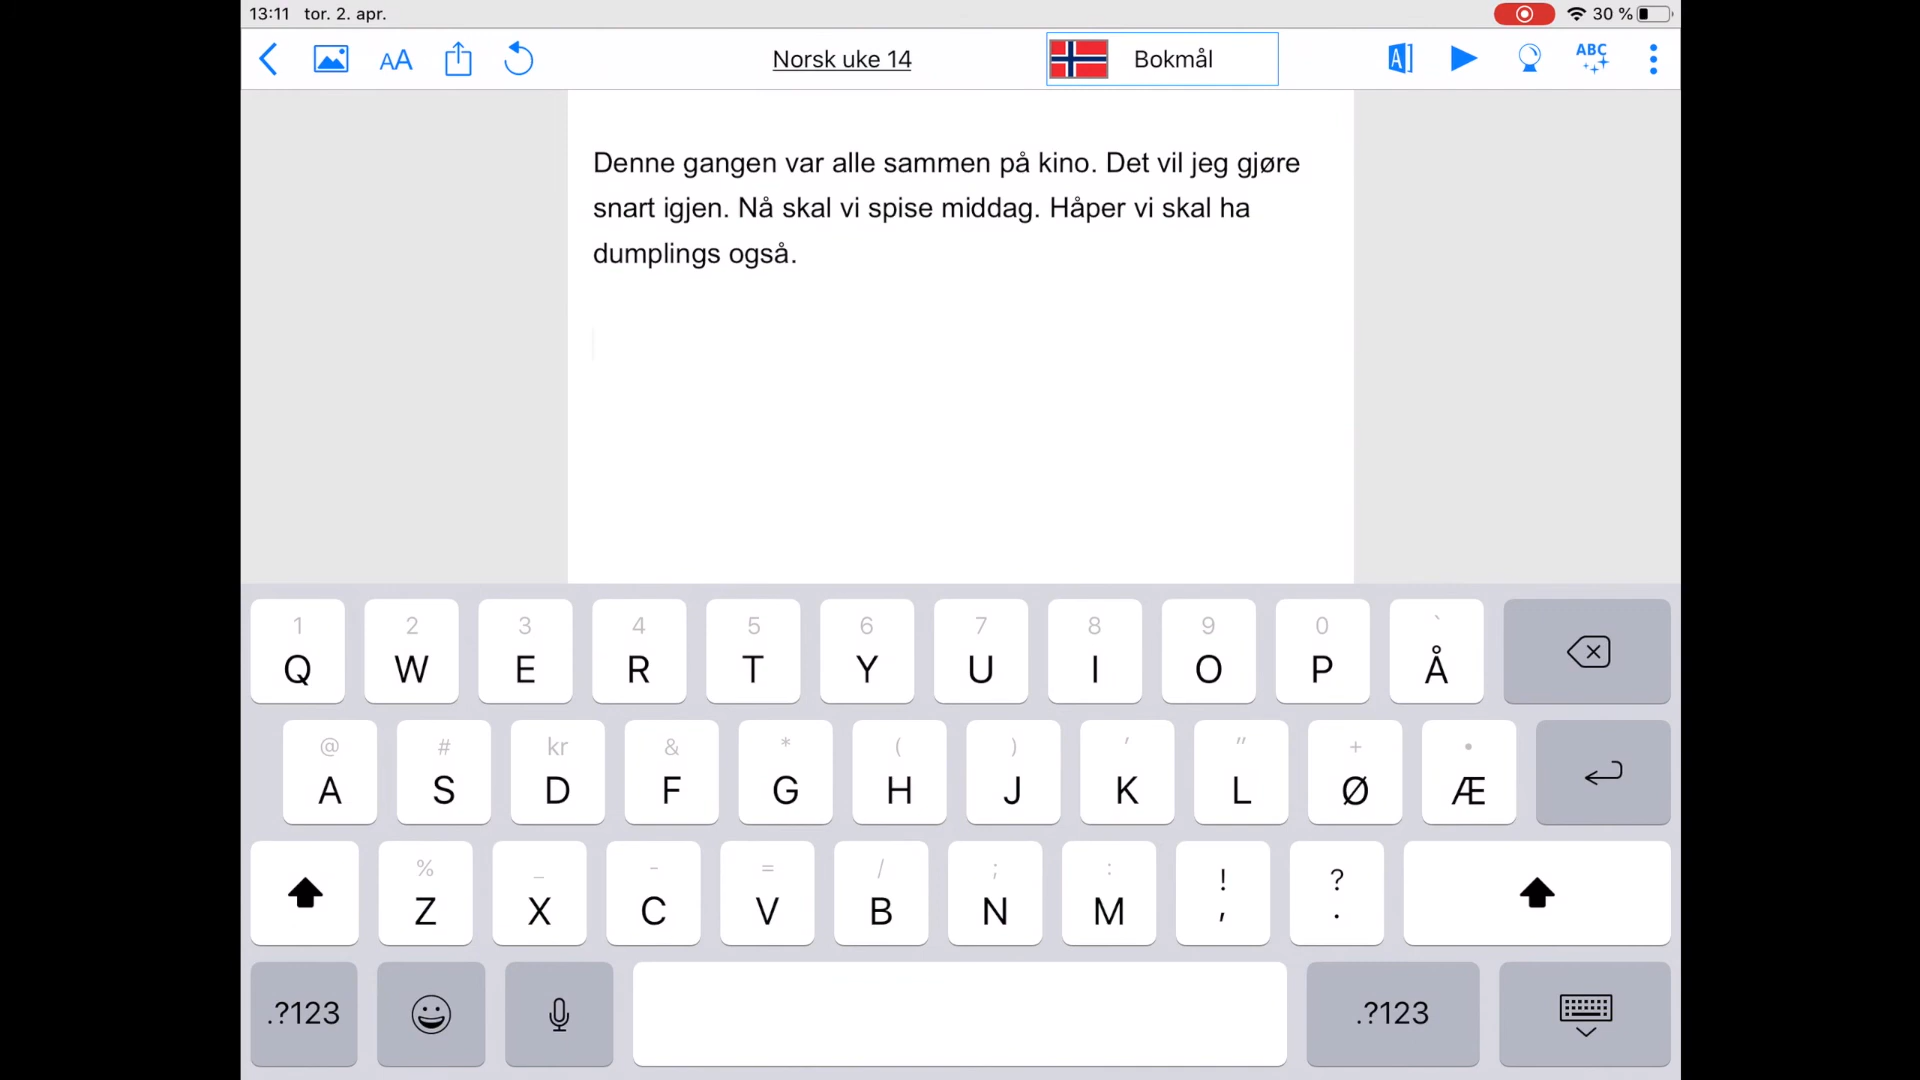 13:11 tor. 2. apr. 30 %
AA Norsk uke 14 Bokmål A ABC
Denne gangen var alle sammen på kino. Det vil jeg gjøre
snart igjen. Nå skal vi spise middag. Håper vi skal ha
dumplings også.
1 2 3 4 5 6 7 8 9 0 `
Q W E R T Y U I O P Å
@ # kr & * ( ) ' " + •
A S D F G H J K L Ø Æ
% _ - = / ; : ! ?
Z X C V B N M , .
.?123 .?123